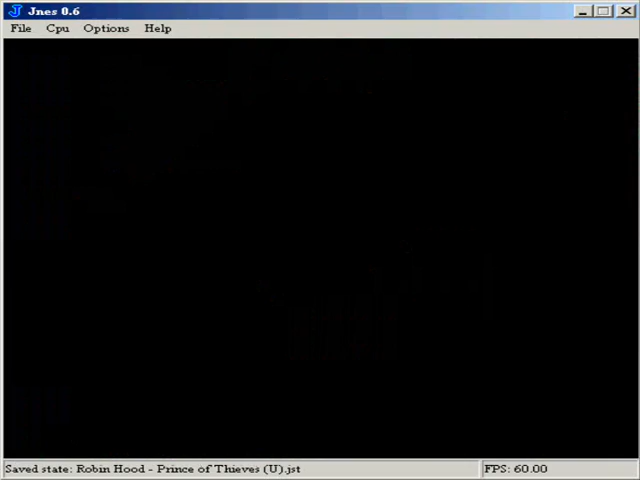 Jnes 0.6
File Cpu Options Help
Saved state: Robin Hood - Prince of Thieves (U).jst FPS: 60.00